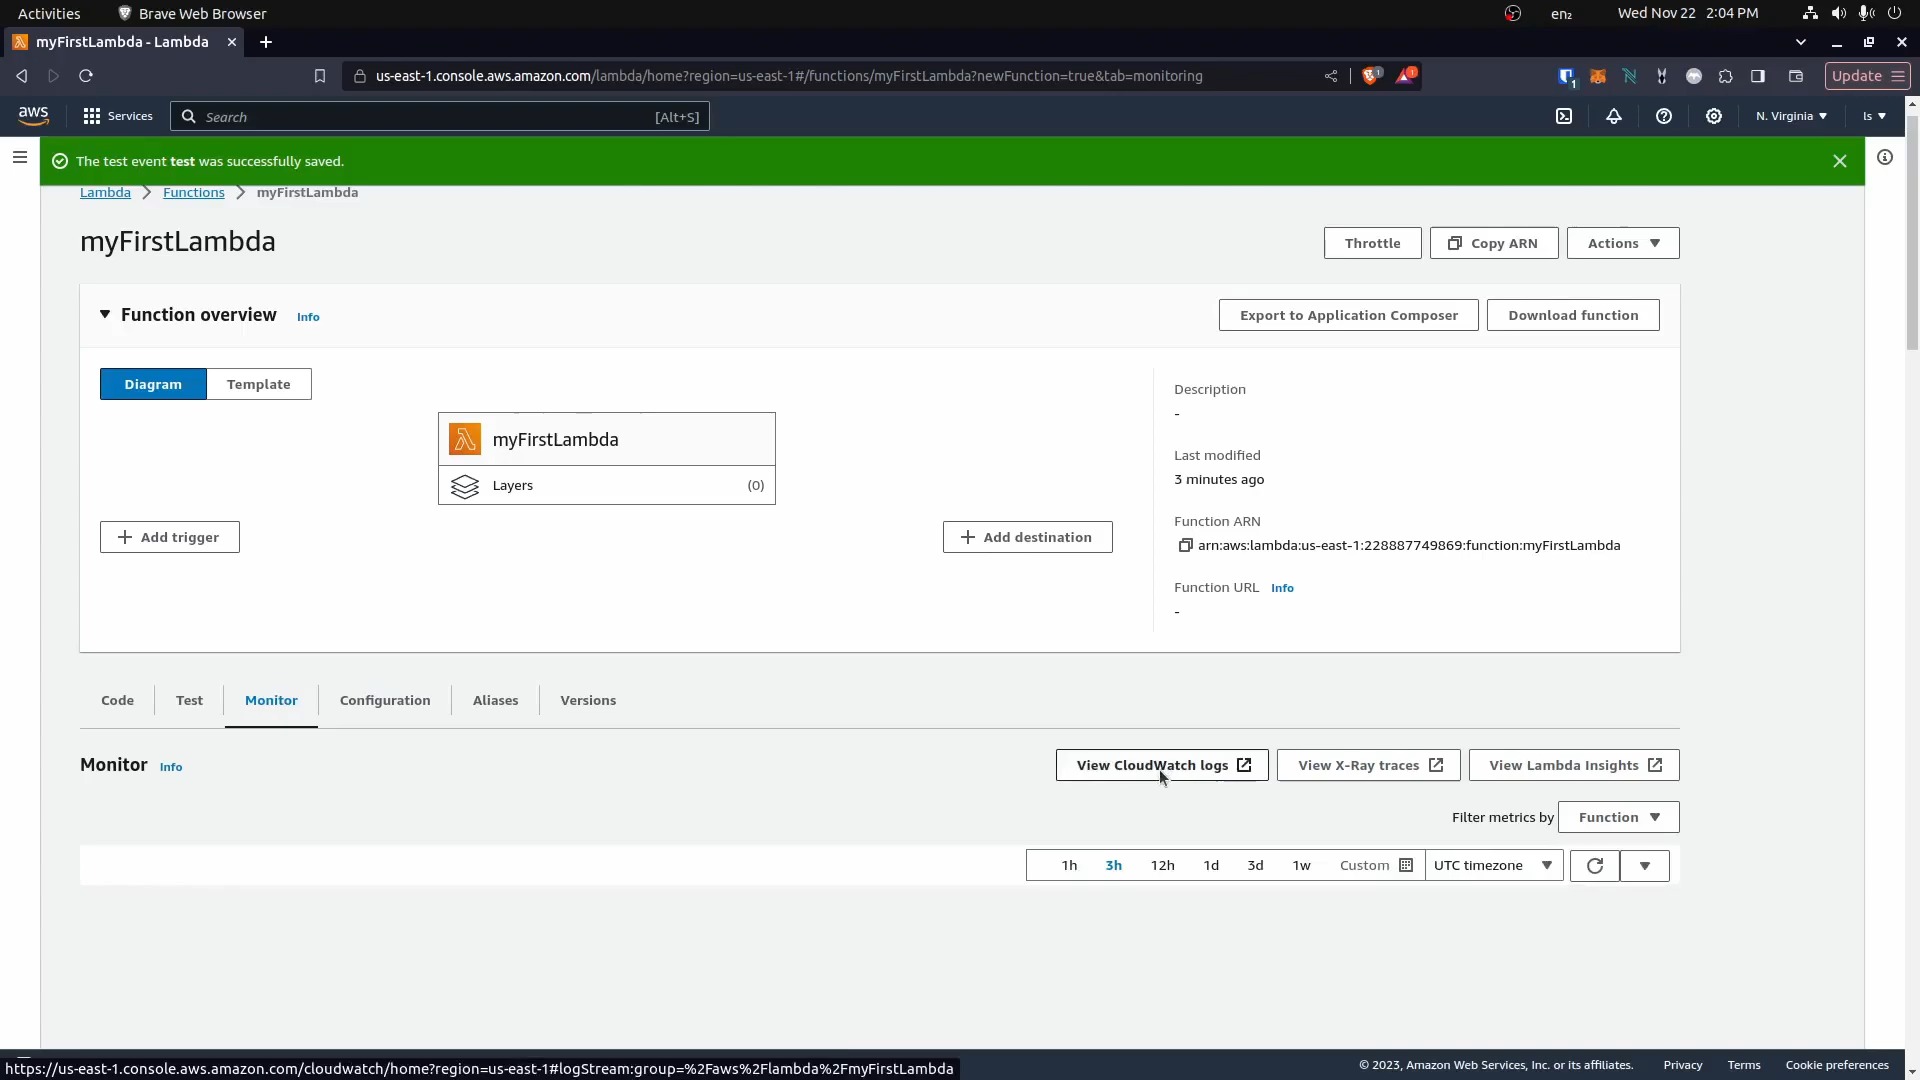 Activities Brave Web Browser en₂ Wed Nov 22 2:04 PM
myFirstLambda - Lambda
us-east-1.console.aws.amazon.com/lambda/home?region=us-east-1#/functions/myFirstLambda?newFunction=true&tab=monitoring 1 1 1 Update
aws Services Search [Alt+S] N. Virginia ls
The test event test was successfully saved.
Lambda Functions myFirstLambda
myFirstLambda Throttle Copy ARN Actions
Function overview Info Export to Application Composer Download function
Diagram Template
Description
-
myFirstLambda
Last modified
3 minutes ago
Layers (0)
Function ARN
arn:aws:lambda:us-east-1:228887749869:function:myFirstLambda
Add trigger Add destination
Function URL Info
-
Code Test Monitor Configuration Aliases Versions
Monitor Info View CloudWatch logs View X-Ray traces View Lambda Insights
Filter metrics by Function
1h 3h 12h 1d 3d 1w Custom UTC timezone
https://us-east-1.console.aws.amazon.com/cloudwatch/home?region=us-east-1#logStream:group=%2Faws%2Flambda%2FmyFirstLambda © 2023, Amazon Web Services, Inc. or its affiliates. Privacy Terms Cookie preferences